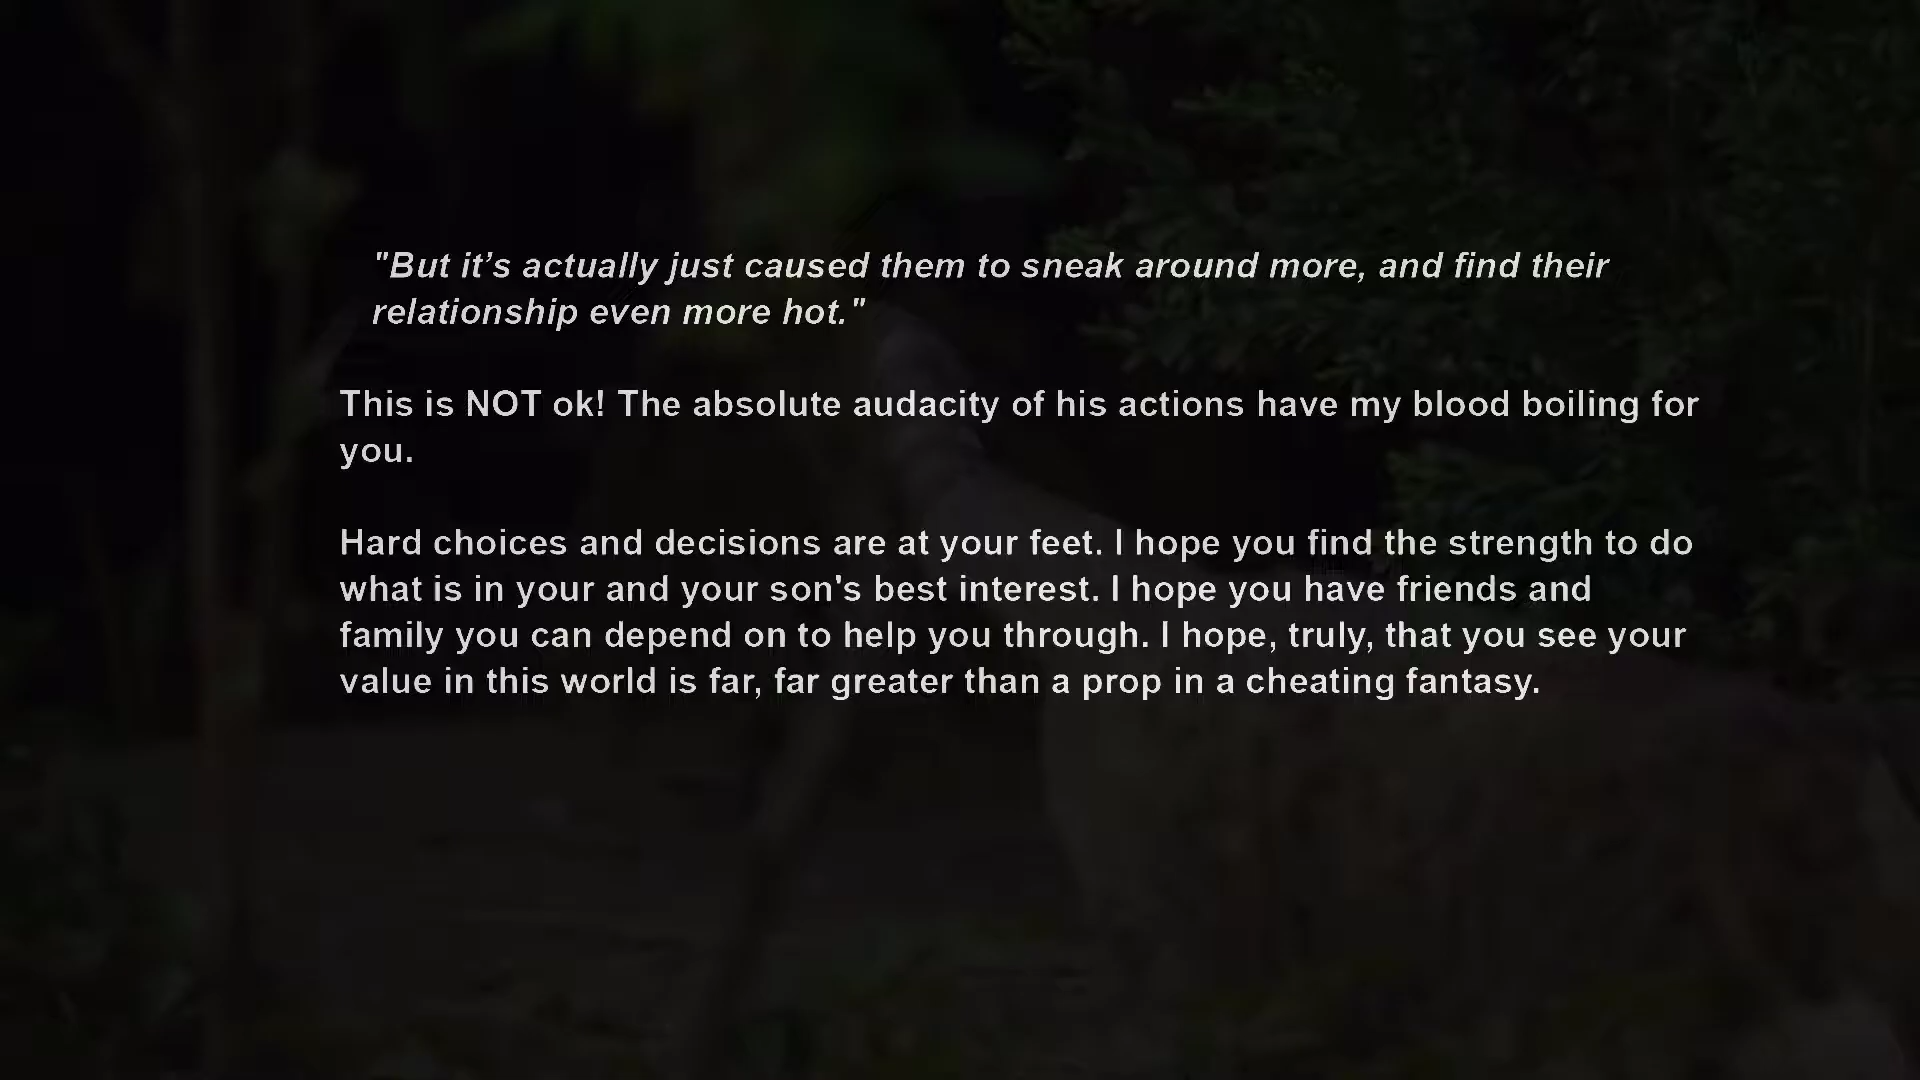 "But it’s actually just caused them to sneak around more, and find their
relationship even more hot."
This is NOT ok! The absolute audacity of his actions have my blood boiling for
you.
Hard choices and decisions are at your feet. I hope you find the strength to do
what is in your and your son's best interest. I hope you have friends and
family you can depend on to help you through. I hope, truly, that you see your
value in this world is far, far greater than a prop in a cheating fantasy.